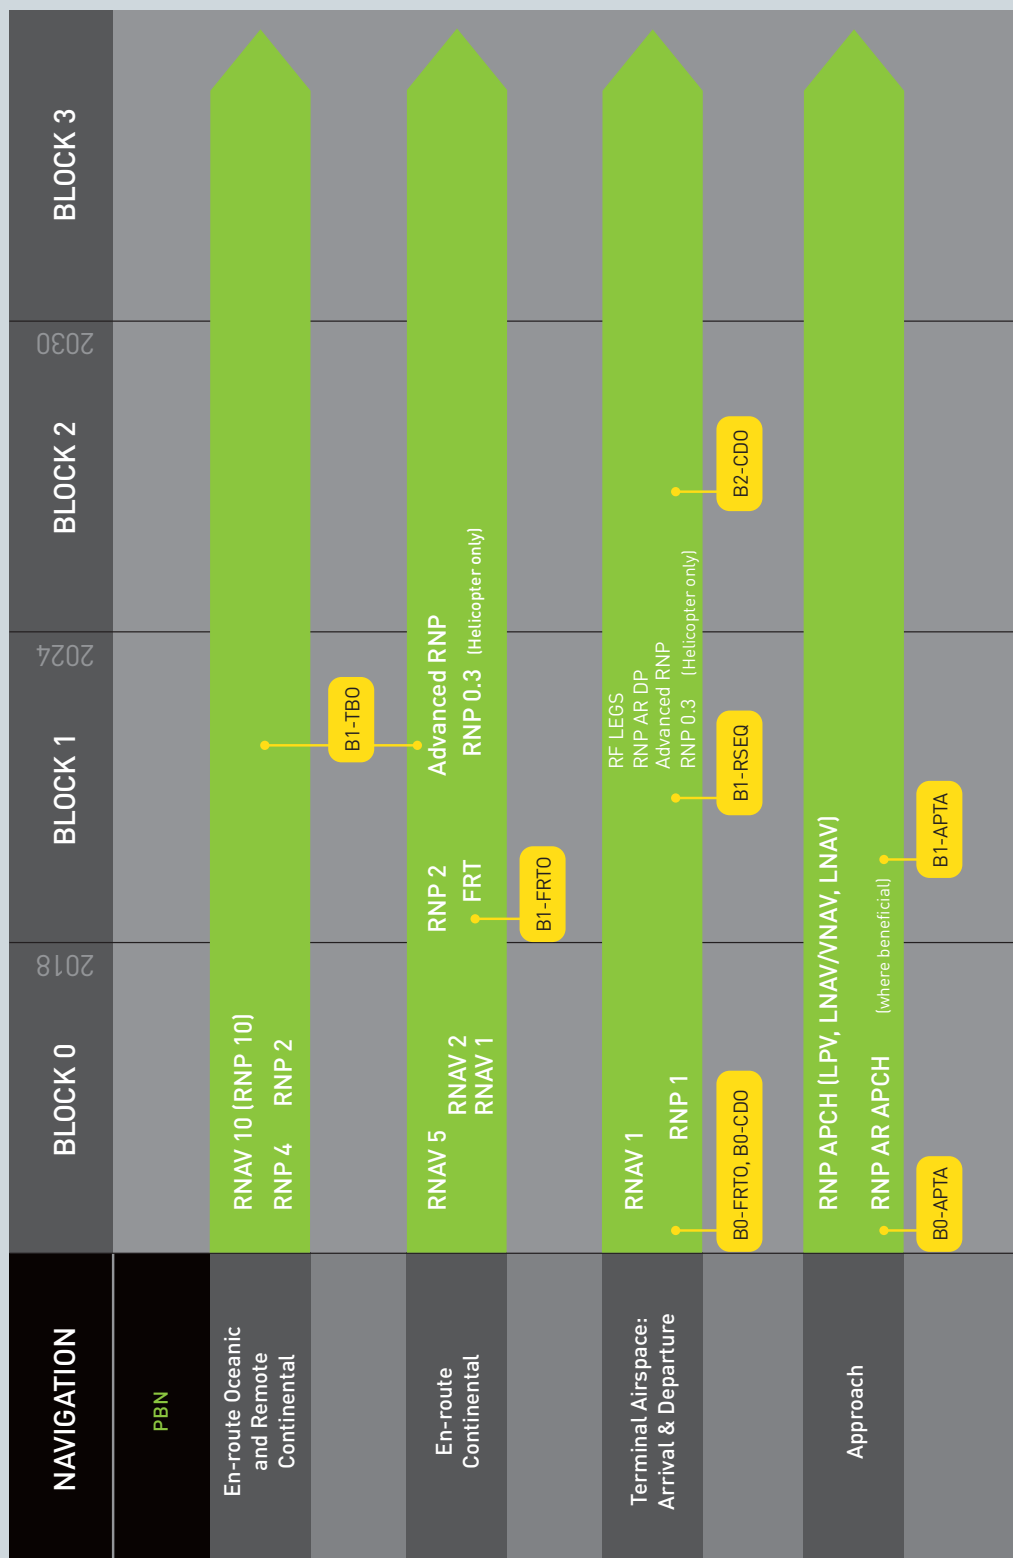 NAVIGATION
BLOCK 0
2018
BLOCK 1
2024
BLOCK 2
2030
BLOCK 3
PBN
En-route Oceanic
and Remote
Continental
RNAV 10 (RNP 10)
RNP 4 RNP 2
B1-TBO
En-route
Continental
RNAV 5
RNAV 2
RNAV 1
RNP 2
FRT
Advanced RNP
RNP 0.3 (Helicopter only)
B1-FRTO
Terminal Airspace:
Arrival & Departure
RNAV 1
RNP 1
RF LEGS
RNP AR DP
Advanced RNP
RNP 0.3 (Helicopter only)
B0-FRTO, B0-CDO
B1-RSEQ
B2-CDO
Approach
RNP APCH (LPV, LNAV/VNAV, LNAV)
RNP AR APCH (where beneficial)
B0-APTA
B1-APTA